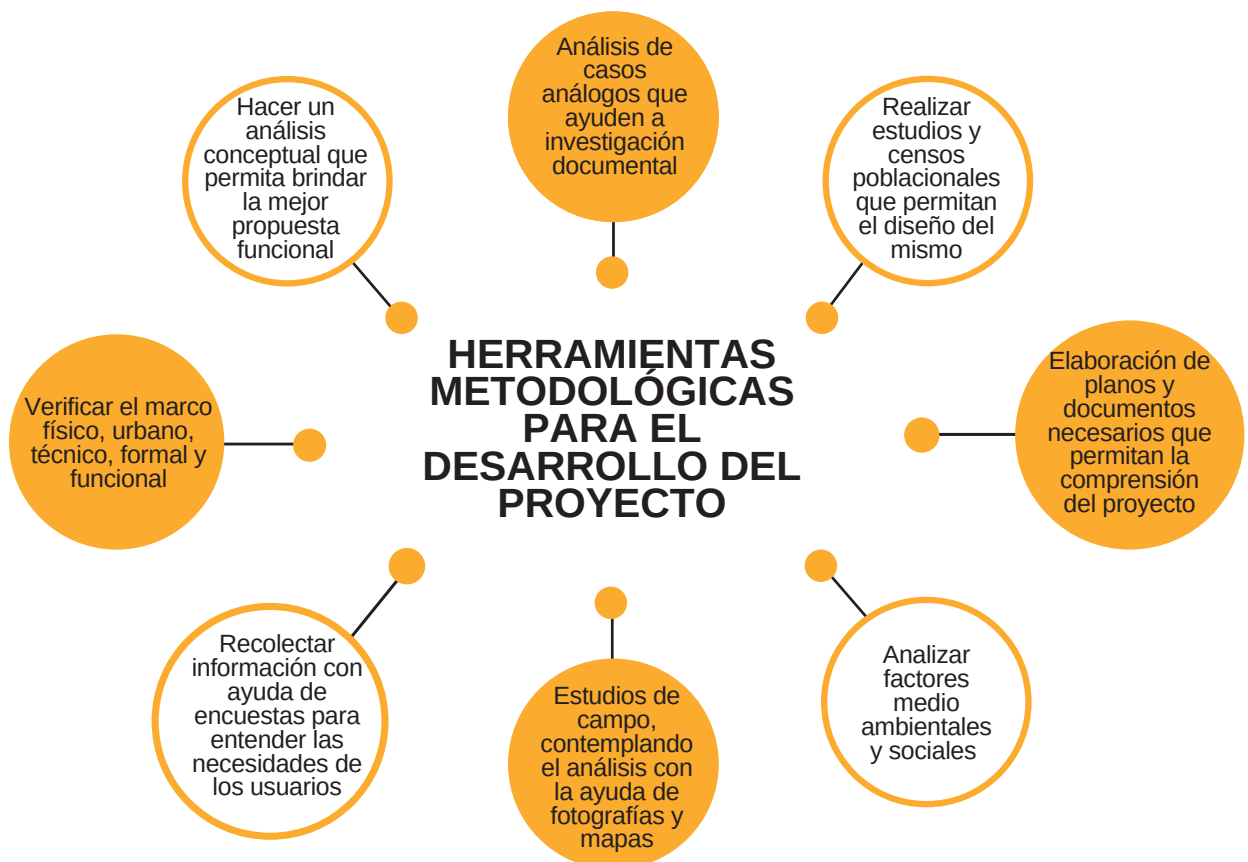 Análisis de
casos
análogos que
ayuden a
investigación
documental
Hacer un
análisis
conceptual que
permita brindar
la mejor
propuesta
funcional
Realizar
estudios y
censos
poblacionales
que permitan
el diseño del
mismo
HERRAMIENTAS
METODOLÓGICAS
PARA EL
DESARROLLO DEL
PROYECTO
Verificar el marco
físico, urbano,
técnico, formal y
funcional
Elaboración de
planos y
documentos
necesarios que
permitan la
comprensión
del proyecto
Recolectar
información con
ayuda de
encuestas para
entender las
necesidades de
los usuarios
Estudios de
campo,
contemplando
el análisis con
la ayuda de
fotografías y
mapas
Analizar
factores
medio
ambientales
y sociales